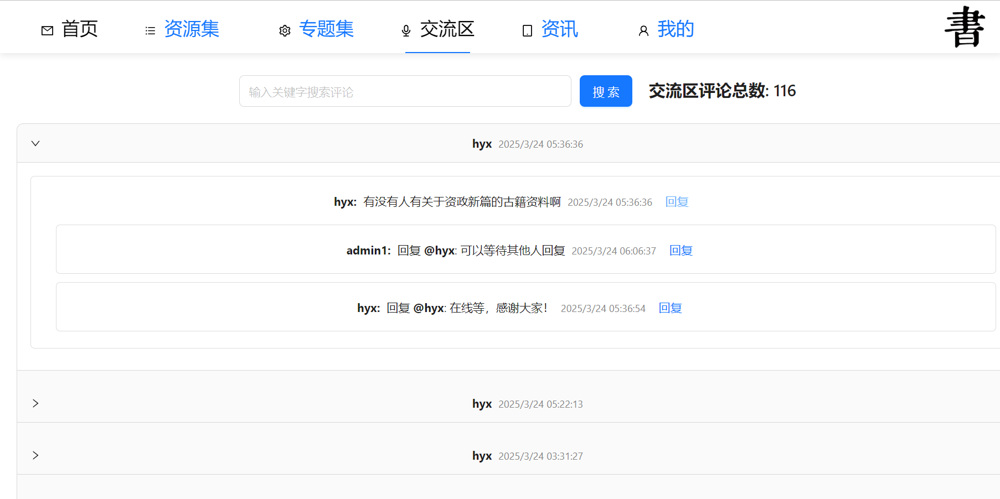 首页 资源集 专题集 交流区 资讯 我的 書
输入关键字搜索评论 搜 索 交流区评论总数: 116
hyx 2025/3/24 05:36:36
hyx: 有没有人有关于资政新篇的古籍资料啊 2025/3/24 05:36:36 回复
admin1: 回复 @hyx: 可以等待其他人回复 2025/3/24 06:06:37 回复
hyx: 回复 @hyx: 在线等，感谢大家！ 2025/3/24 05:36:54 回复
hyx 2025/3/24 05:22:13
hyx 2025/3/24 03:31:27